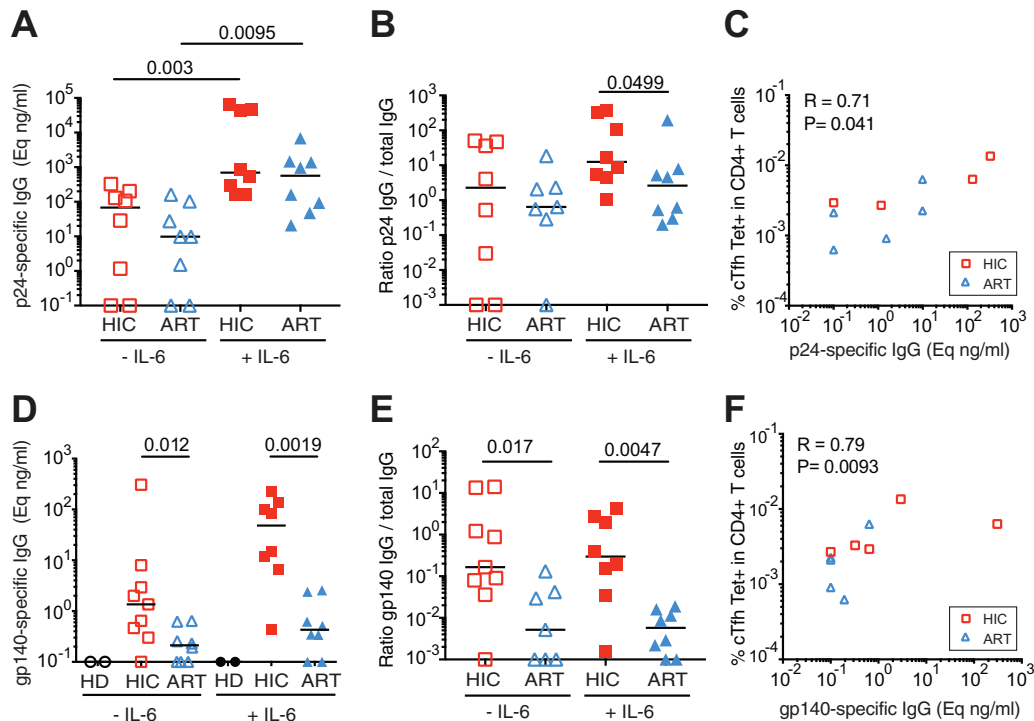 A
p24-specific IgG (Eq ng/ml)
0.0095
0.003
10^5
10^4
10^3
10^2
10^1
10^0
10^-1
HIC ART HIC ART
- IL-6 + IL-6
B
Ratio p24 IgG / total IgG
0.0499
10^3
10^2
10^1
10^0
10^-1
10^-2
10^-3
HIC ART HIC ART
- IL-6 + IL-6
C
% cTfh Tet+ in CD4+ T cells
R = 0.71
P= 0.041
10^-1
10^-2
10^-3
10^-4
HIC
ART
10^-2 10^-1 10^0 10^1 10^2 10^3
p24-specific IgG (Eq ng/ml)
D
gp140-specific IgG (Eq ng/ml)
0.012 0.0019
10^3
10^2
10^1
10^0
10^-1
HD HIC ART HD HIC ART
- IL-6 + IL-6
E
Ratio gp140 IgG / total IgG
0.017 0.0047
10^2
10^1
10^0
10^-1
10^-2
10^-3
HIC ART HIC ART
- IL-6 + IL-6
F
% cTfh Tet+ in CD4+ T cells
R = 0.79
P= 0.0093
10^-1
10^-2
10^-3
10^-4
HIC
ART
10^-2 10^-1 10^0 10^1 10^2 10^3
gp140-specific IgG (Eq ng/ml)